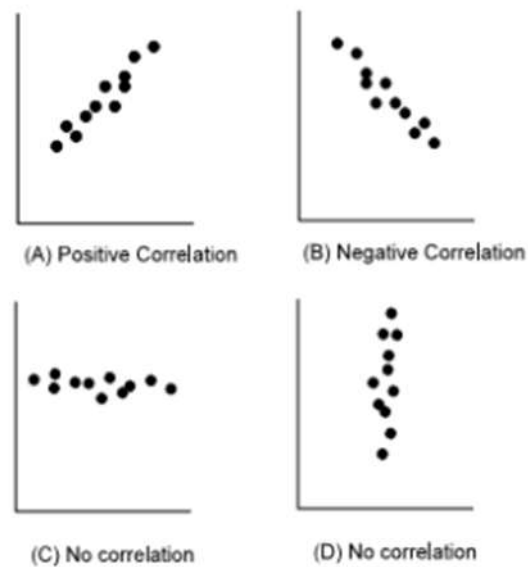 (A) Positive Correlation
(B) Negative Correlation
(C) No correlation
(D) No correlation